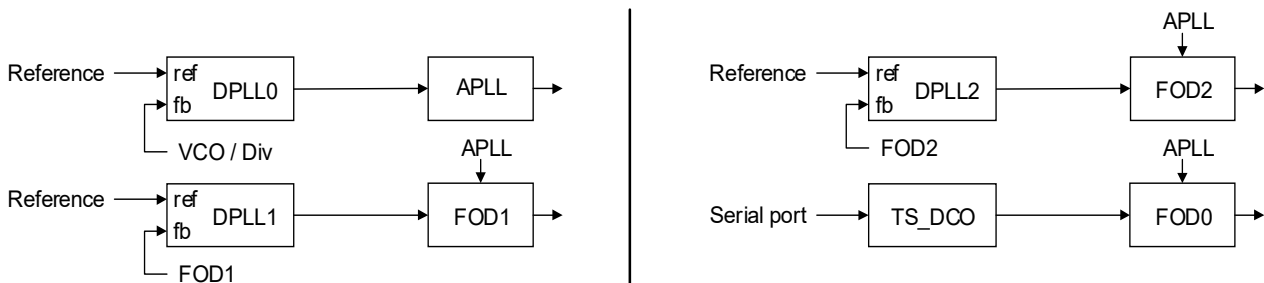 Reference
ref
DPLL0
APLL
fb
VCO / Div
APLL
Reference
ref
DPLL1
FOD1
fb
FOD1
APLL
Reference
ref
DPLL2
FOD2
fb
FOD2
APLL
Serial port
TS_DCO
FOD0